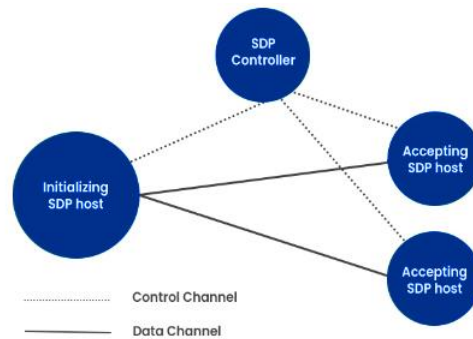 SDP
Controller
Initializing
SDP host
Accepting
SDP host
Accepting
SDP host
Control Channel
Data Channel